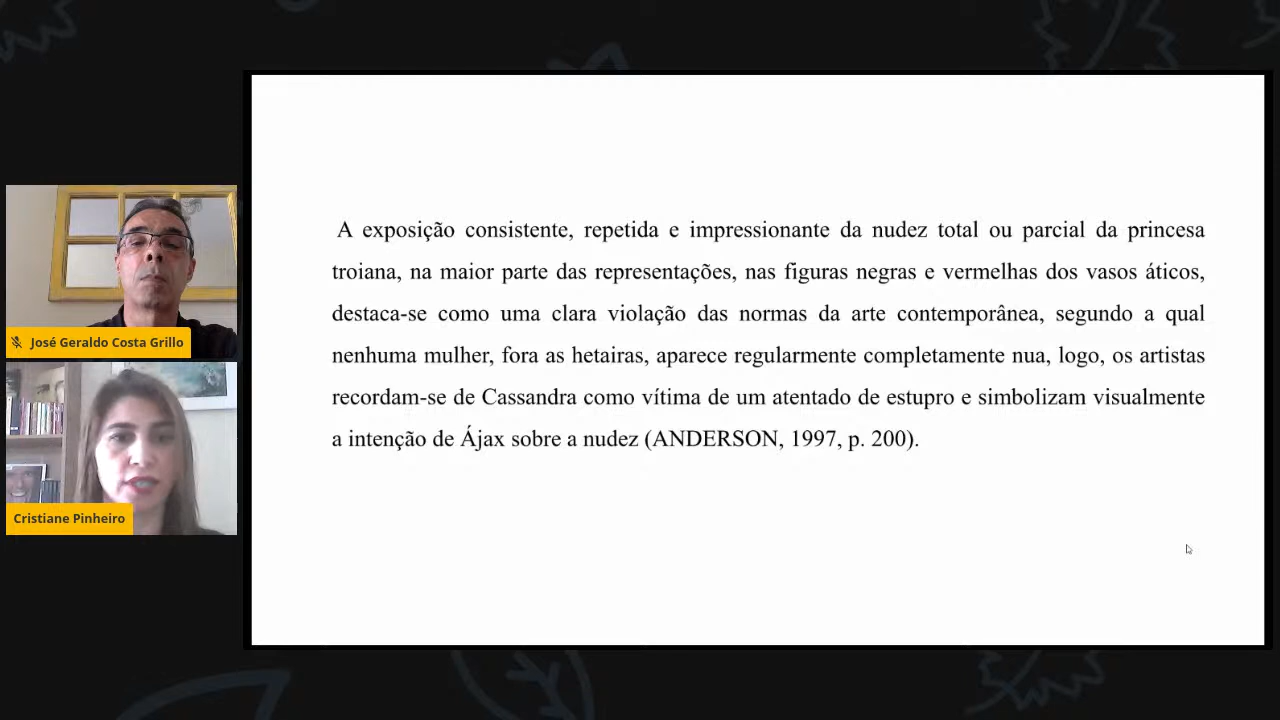 José Geraldo Costa Grillo
Cristiane Pinheiro
A exposição consistente, repetida e impressionante da nudez total ou parcial da princesa
troiana, na maior parte das representações, nas figuras negras e vermelhas dos vasos áticos,
destaca-se como uma clara violação das normas da arte contemporânea, segundo a qual
nenhuma mulher, fora as hetairas, aparece regularmente completamente nua, logo, os artistas
recordam-se de Cassandra como vítima de um atentado de estupro e simbolizam visualmente
a intenção de Ájax sobre a nudez (ANDERSON, 1997, p. 200).